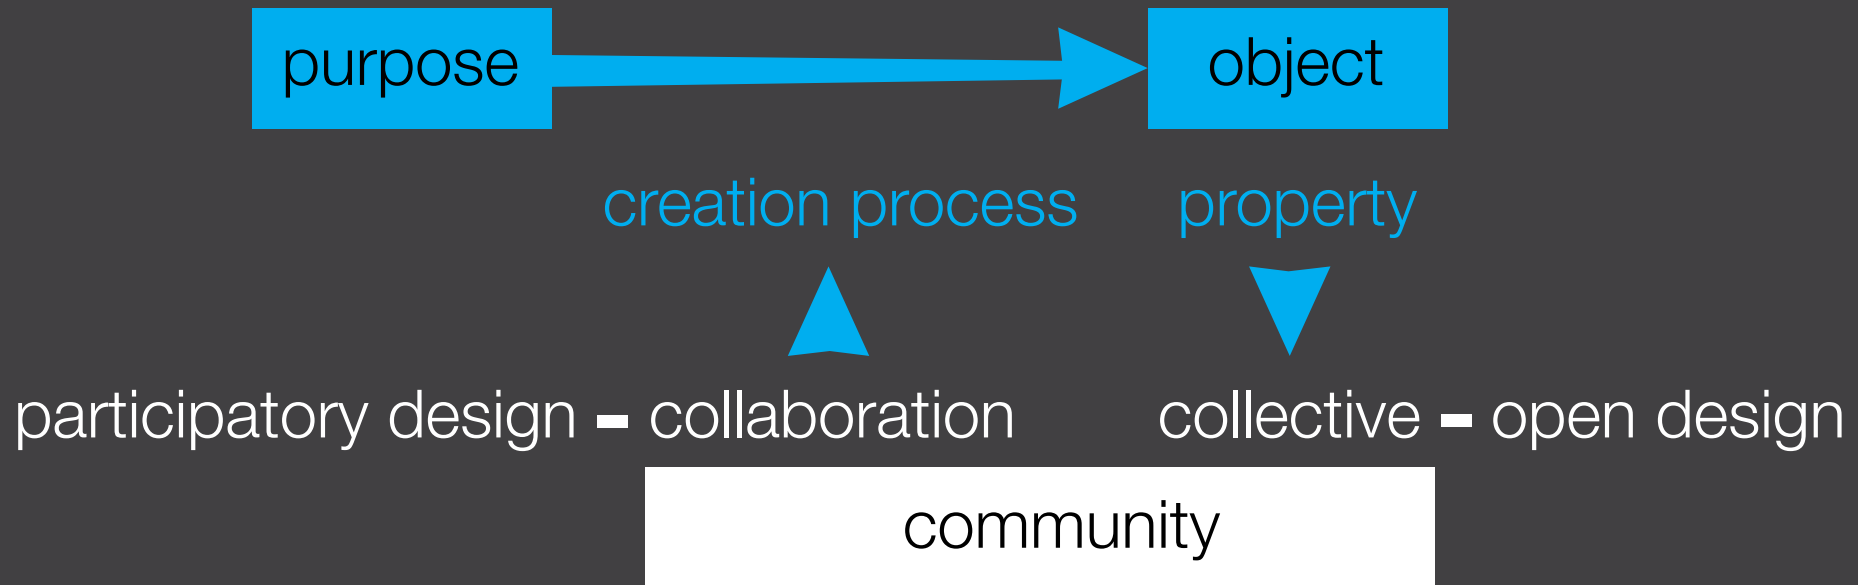 purpose object
creation process property
participatory design - collaboration collective - open design
community